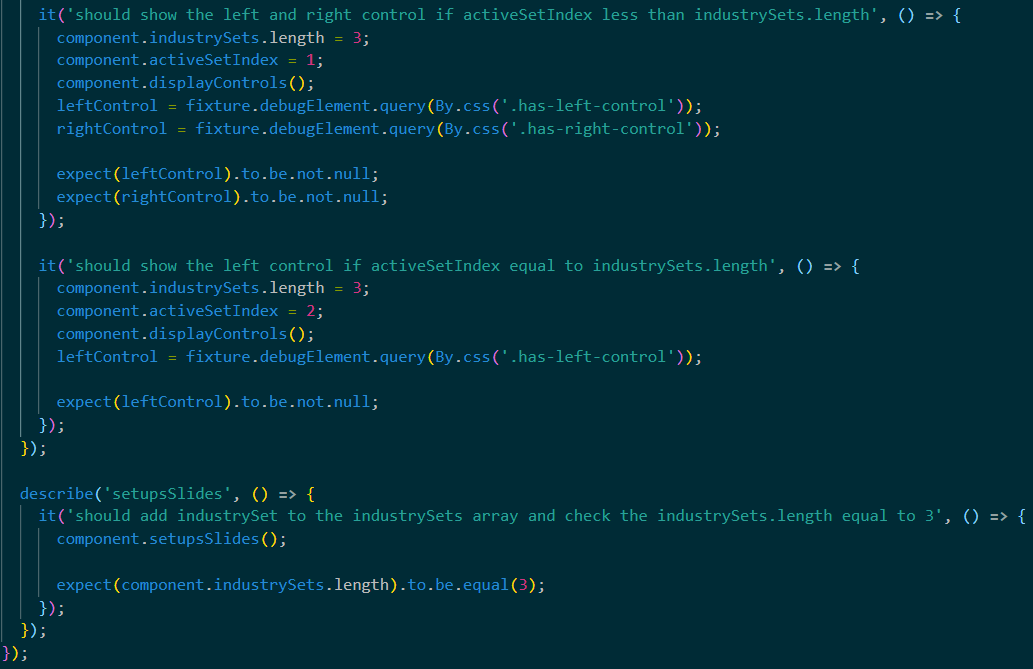 it('should show the left and right control if activeSetIndex less than industrySets.length', () => {
component.industrySets.length = 3;
component.activeSetIndex = 1;
component.displayControls();
leftControl = fixture.debugElement.query(By.css('.has-left-control'));
rightControl = fixture.debugElement.query(By.css('.has-right-control'));
expect(leftControl).to.be.not.null;
expect(rightControl).to.be.not.null;
});
it('should show the left control if activeSetIndex equal to industrySets.length', () => {
component.industrySets.length = 3;
component.activeSetIndex = 2;
component.displayControls();
leftControl = fixture.debugElement.query(By.css('.has-left-control'));
expect(leftControl).to.be.not.null;
});
});
describe('setupsSlides', () => {
it('should add industrySet to the industrySets array and check the industrySets.length equal to 3', () => {
component.setupsSlides();
expect(component.industrySets.length).to.be.equal(3);
});
});
});